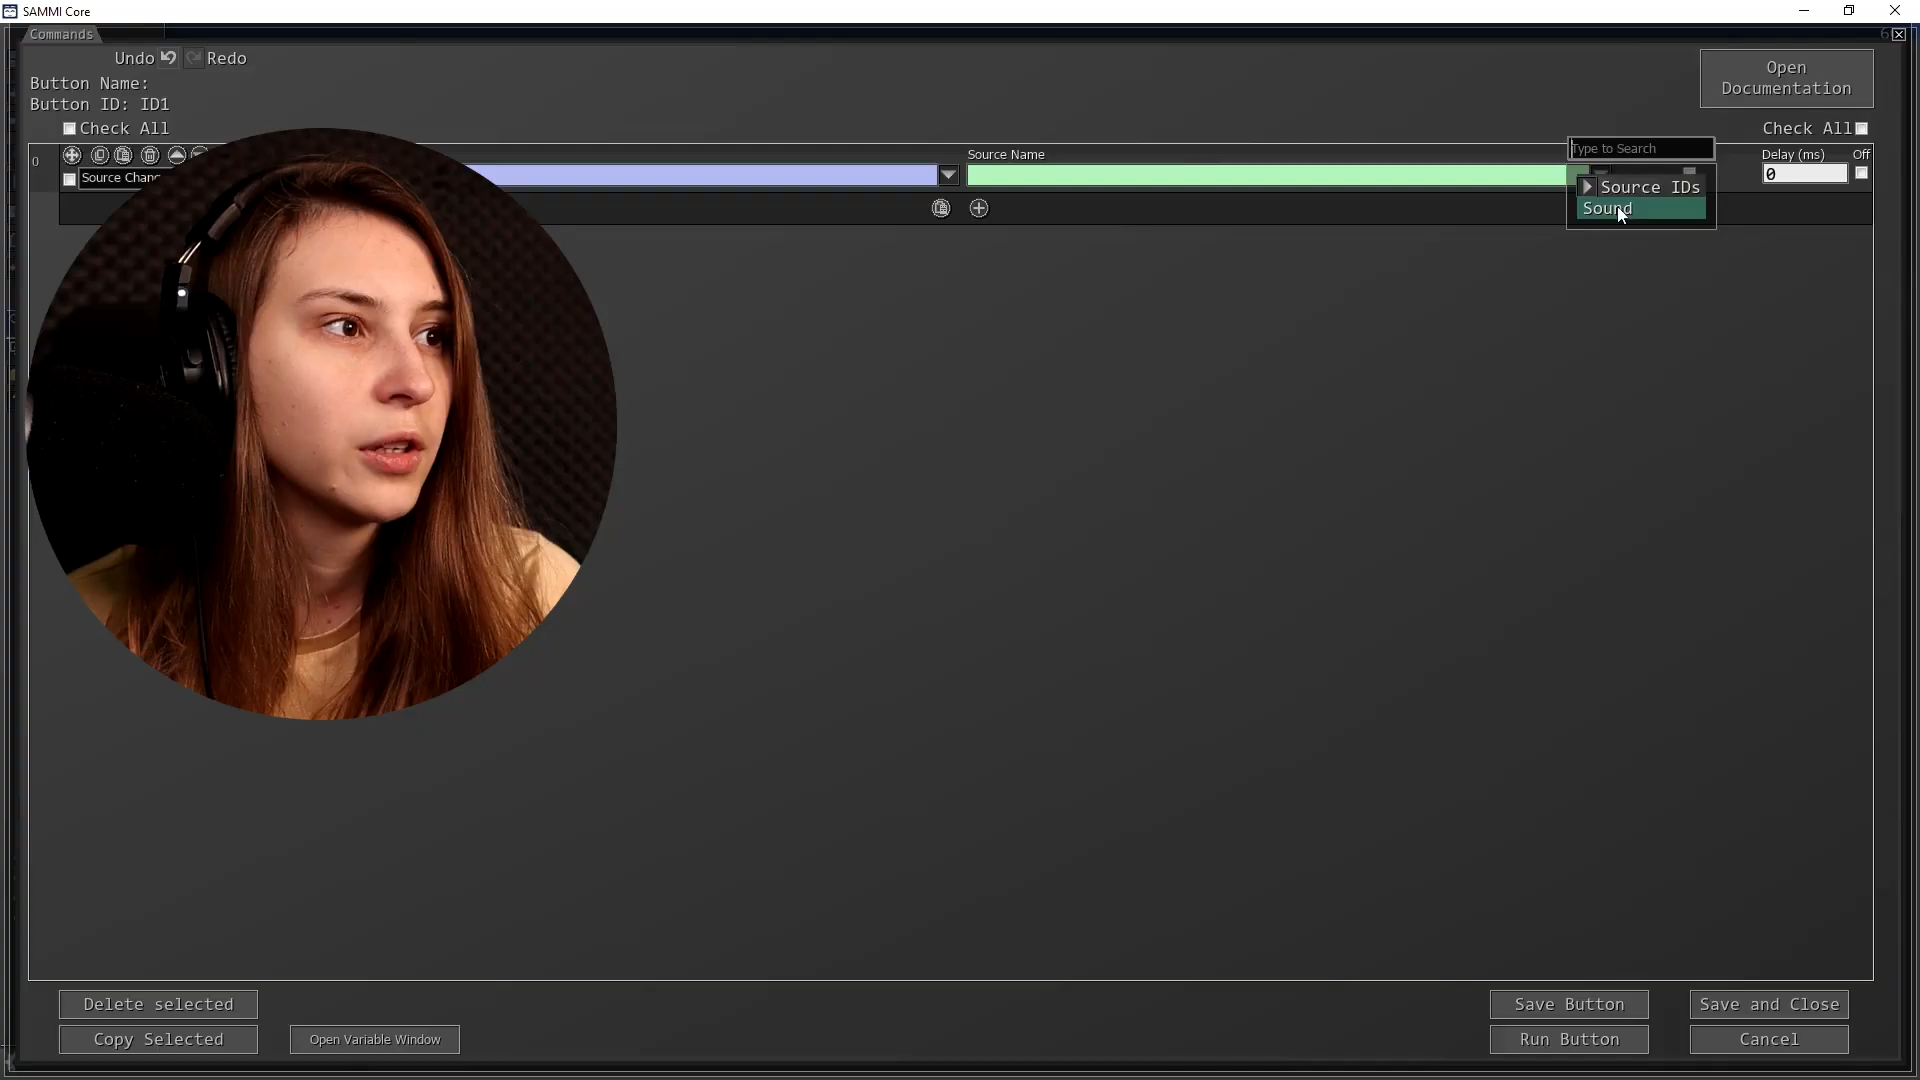 SAMMI Core
Commands
Undo Redo
Button Name:
Button ID: ID1
Open
Documentation
Check All
Check All
0
Source Name
Type to Search
Delay (ms)
Off
Source Chan
0
Source IDs
Sound
Delete selected
Save Button
Save and Close
Copy Selected
Open Variable Window
Run Button
Cancel